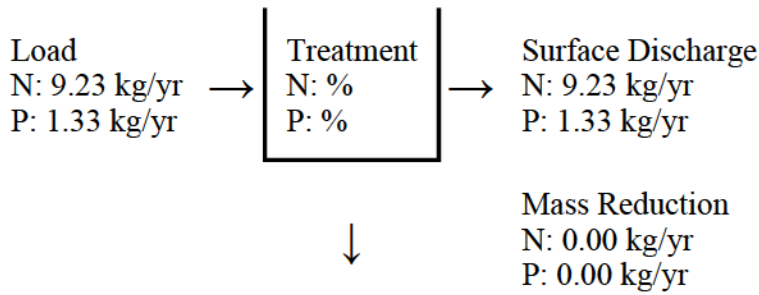 Load
N: 9.23 kg/yr
P: 1.33 kg/yr
→
Treatment
N: %
P: %
→
Surface Discharge
N: 9.23 kg/yr
P: 1.33 kg/yr
↓
Mass Reduction
N: 0.00 kg/yr
P: 0.00 kg/yr